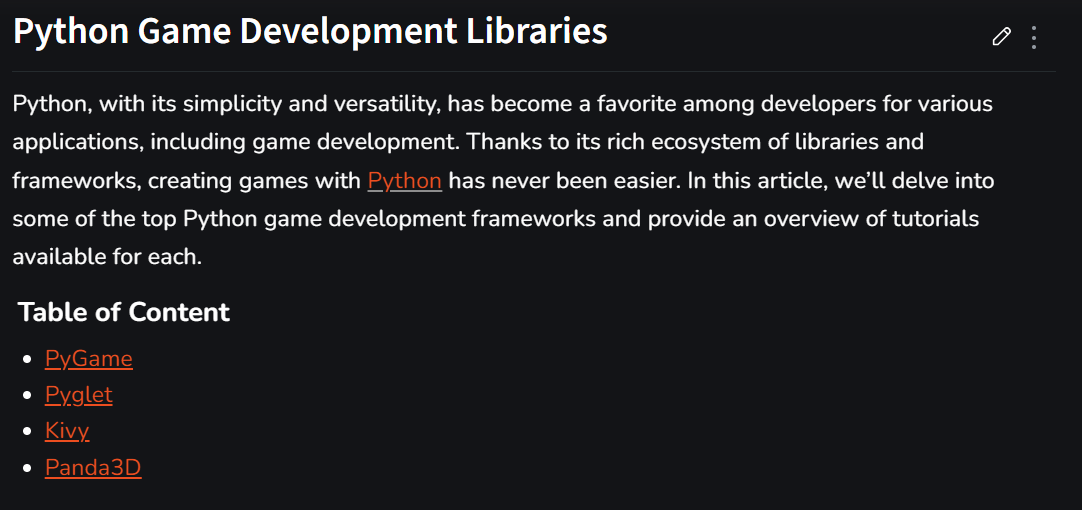 Python Game Development Libraries
Python, with its simplicity and versatility, has become a favorite among developers for various
applications, including game development. Thanks to its rich ecosystem of libraries and
frameworks, creating games with Python has never been easier. In this article, we’ll delve into
some of the top Python game development frameworks and provide an overview of tutorials
available for each.
Table of Content
PyGame
Pyglet
Kivy
Panda3D